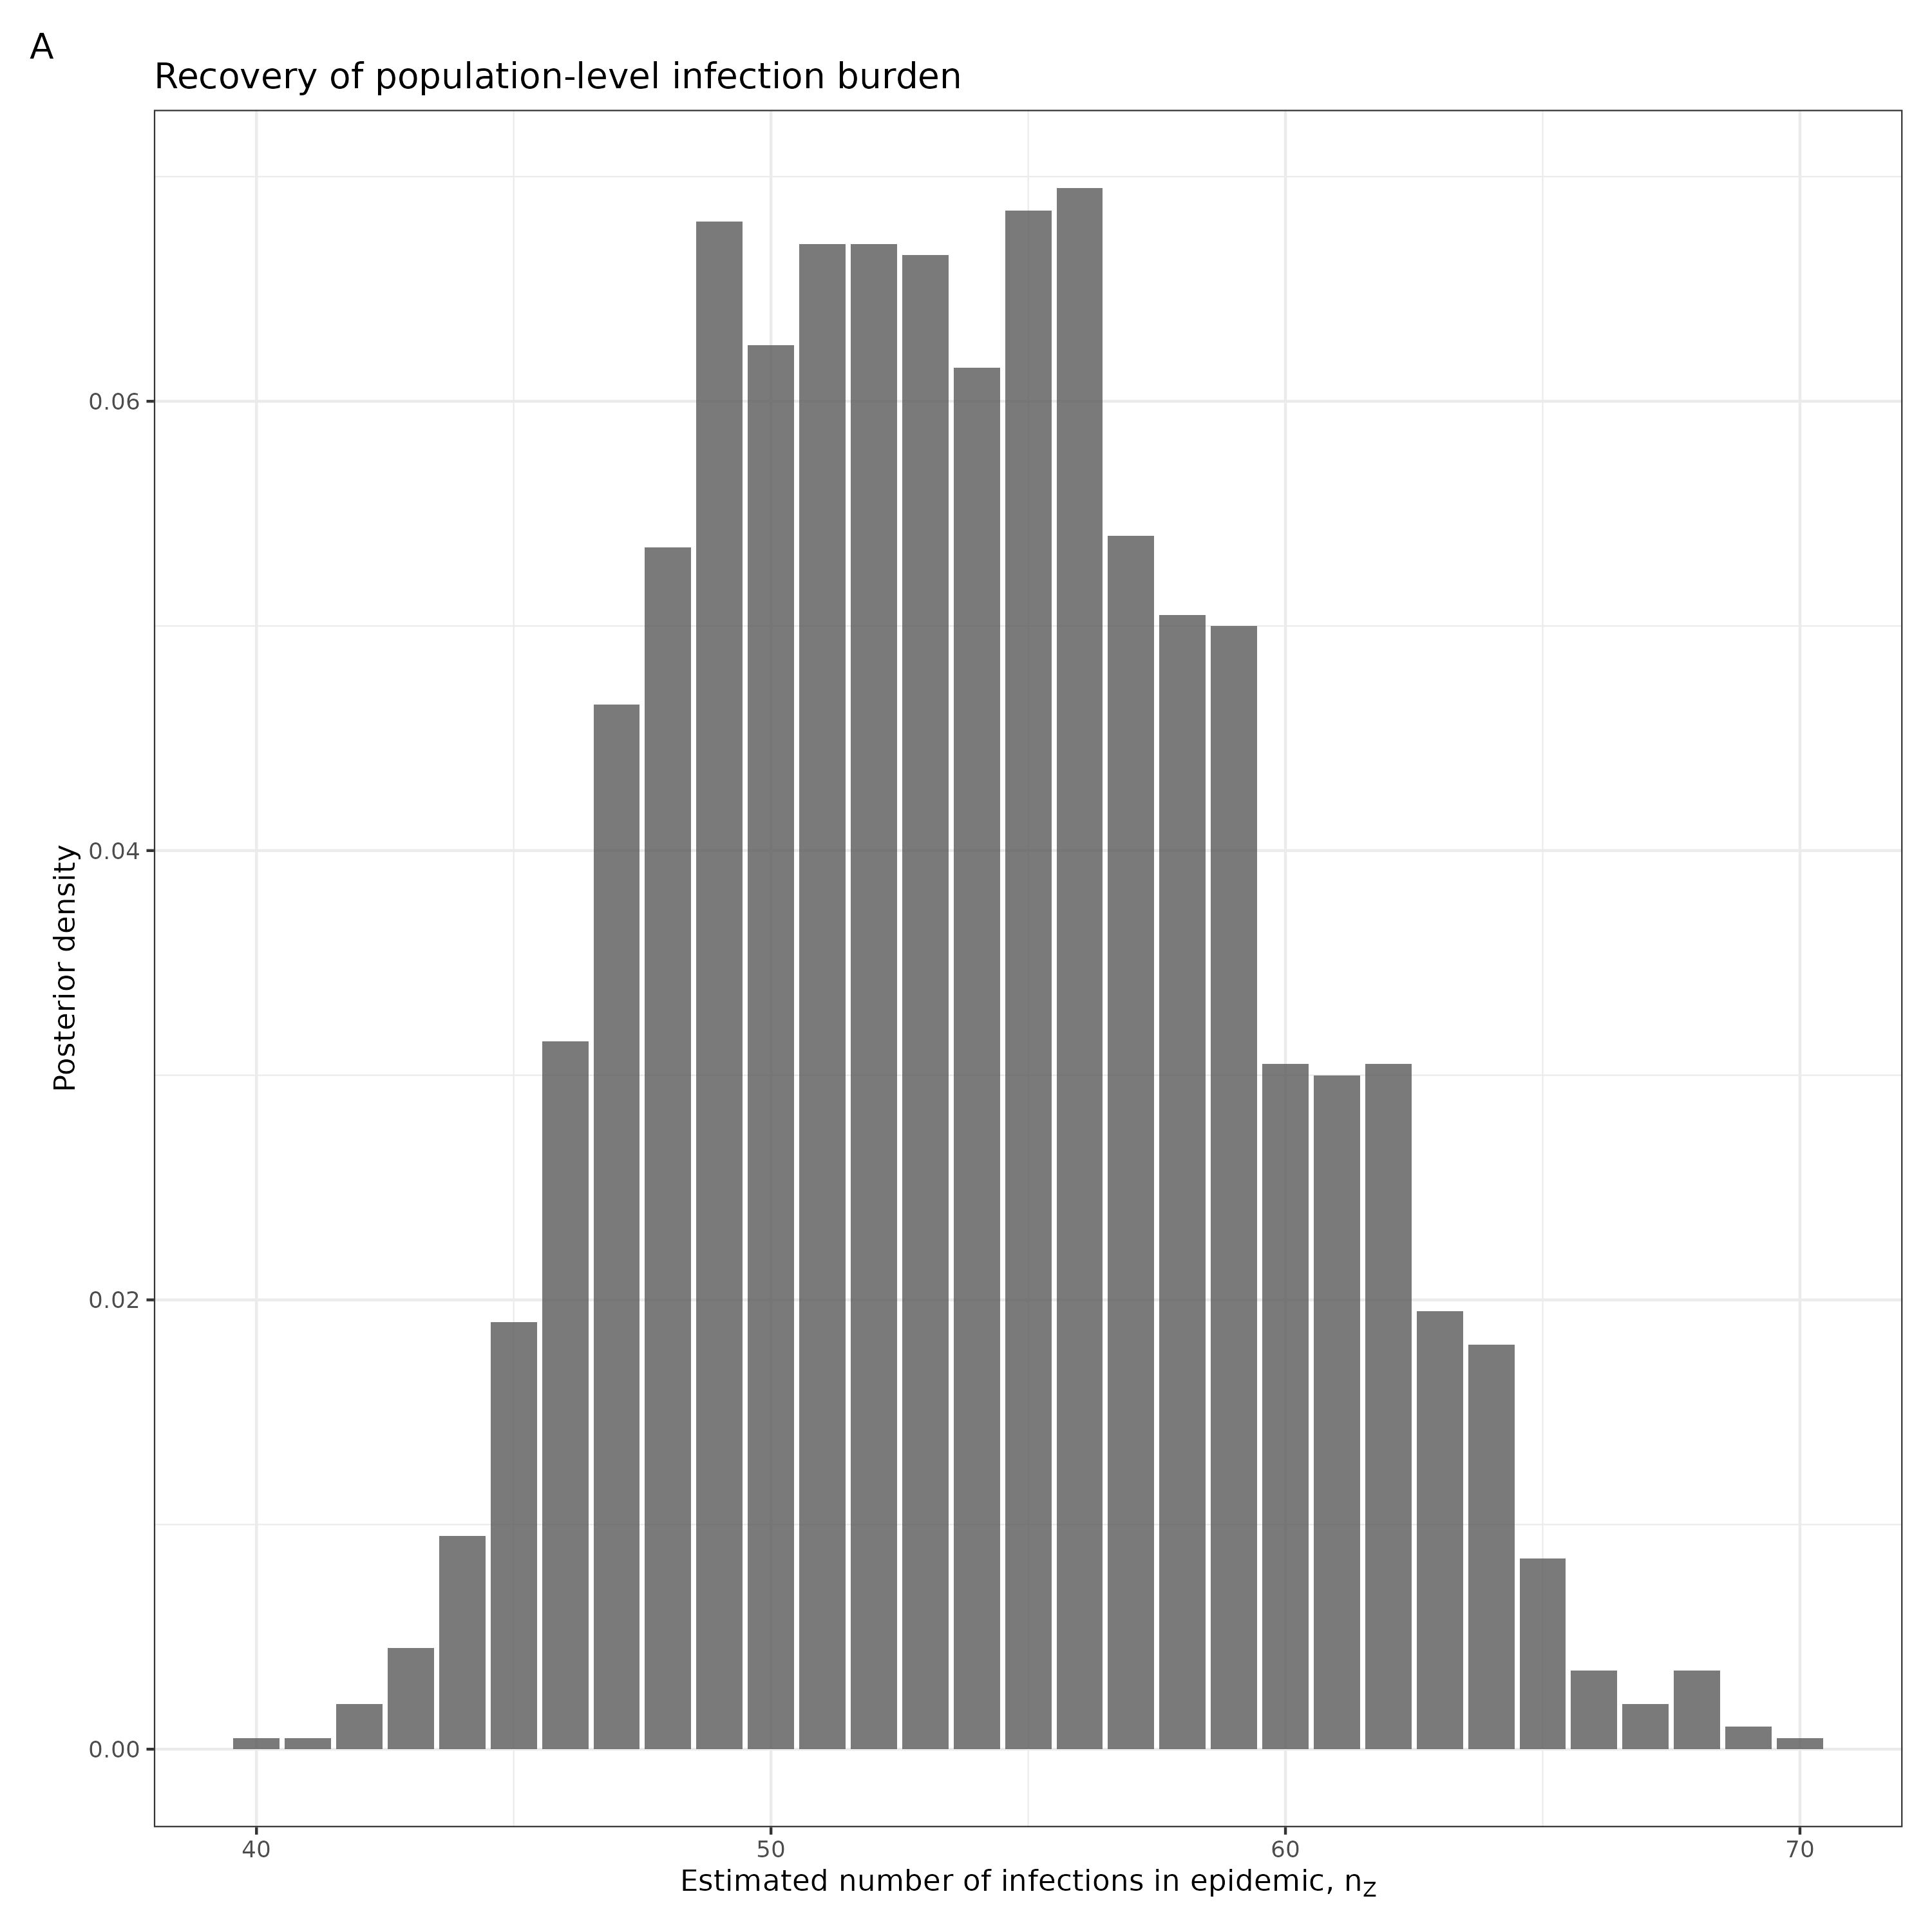 A
Recovery of population-level infection burden
Posterior density
0.06
0.04
0.02
0.00
40 50 60 70
Estimated number of infections in epidemic, nZ